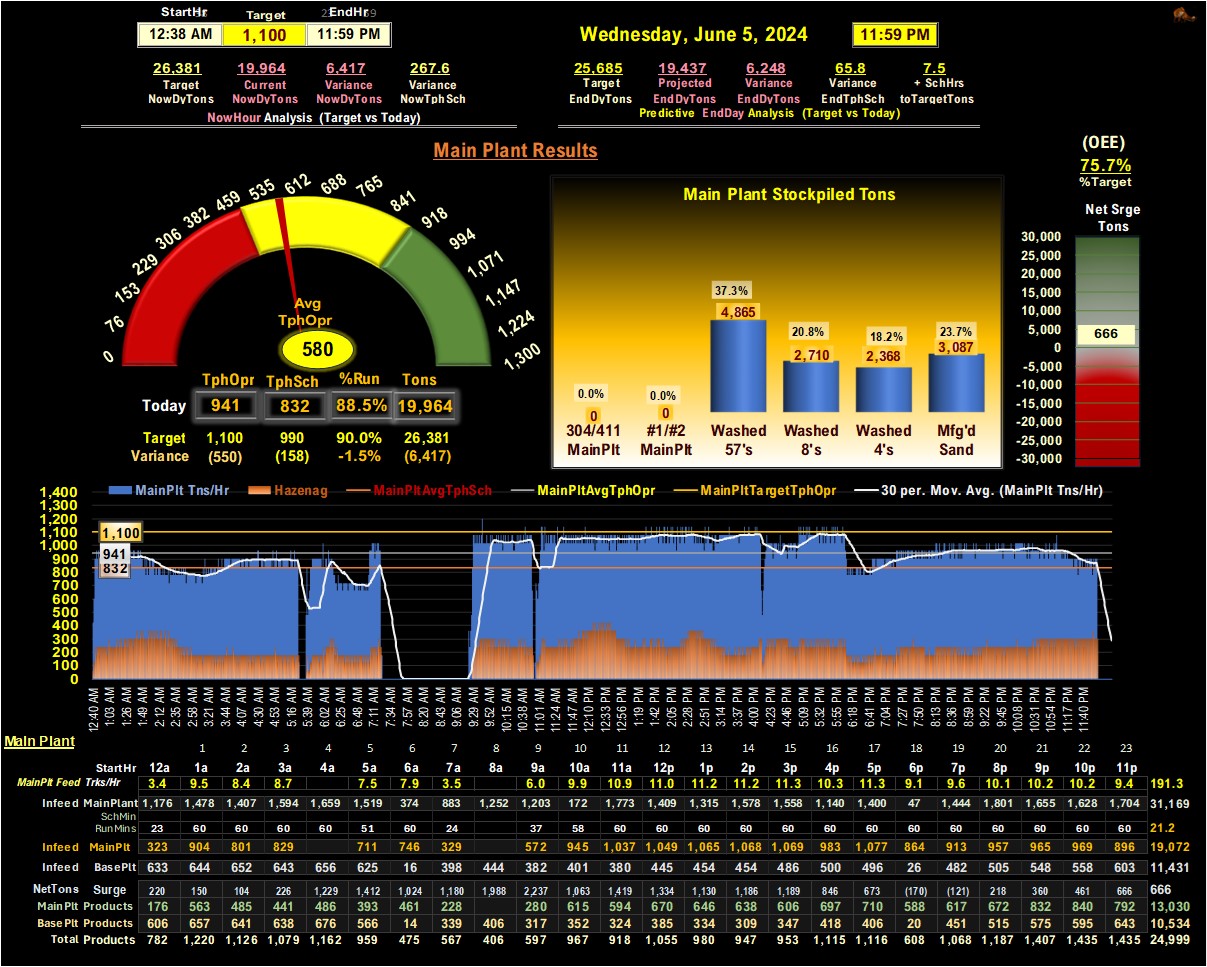 StartHr Target EndHr
12:38 AM 1,100 11:59 PM
Wednesday, June 5, 2024 11:59 PM
26,381 19,964 6,417 267.6
Target Current Variance Variance
NowDyTons NowDyTons NowDyTons NowTphSch
NowHour Analysis (Target vs Today)
25,685 19,437 6,248 65.8 7.5
Target Projected Variance Variance + SchHrs
EndDyTons EndDyTons EndDyTons EndTphSch toTargetTons
Predictive EndDay Analysis (Target vs Today)
Main Plant Results
(OEE)
75.7%
%Target
0 76 153 229 306 382 459 535 612 688 765 841 918 994 1,071 1,147 1,224 1,300
Avg
TphOpr
580
TphOpr TphSch %Run Tons
Today 941 832 88.5% 19,964
Target 1,100 990 90.0% 26,381
Variance (550) (158) -1.5% (6,417)
Main Plant Stockpiled Tons
0.0% 0.0% 37.3% 20.8% 18.2% 23.7%
0 0 4,865 2,710 2,368 3,087
304/411 #1/#2 Washed Washed Washed Mfg'd
MainPlt MainPlt 57's 8's 4's Sand
Net Srge
Tons
30,000
25,000
20,000
15,000
10,000
5,000
666
0
-5,000
-10,000
-15,000
-20,000
-25,000
-30,000
MainPlt Tns/Hr Hazenag MainPltAvgTphSch MainPltAvgTphOpr MainPltTargetTphOpr 30 per. Mov. Avg. (MainPlt Tns/Hr)
1,400
1,300
1,200
1,100
1,000
900
800
700
600
500
400
300
200
100
0
1,100
941
832
12:40 AM 1:03 AM 1:26 AM 1:49 AM 2:12 AM 2:35 AM 2:58 AM 3:21 AM 3:44 AM 4:07 AM 4:30 AM 4:53 AM 5:16 AM 5:39 AM 6:02 AM 6:25 AM 6:48 AM 7:11 AM 7:34 AM 7:57 AM 8:20 AM 8:43 AM 9:06 AM 9:29 AM 9:52 AM 10:15 AM 10:38 AM 11:01 AM 11:24 AM 11:47 AM 12:10 PM 12:33 PM 12:56 PM 1:19 PM 1:42 PM 2:05 PM 2:28 PM 2:51 PM 3:14 PM 3:37 PM 4:00 PM 4:23 PM 4:46 PM 5:09 PM 5:32 PM 5:55 PM 6:18 PM 6:41 PM 7:04 PM 7:27 PM 7:50 PM 8:13 PM 8:36 PM 8:59 PM 9:22 PM 9:45 PM 10:08 PM 10:31 PM 10:54 PM 11:17 PM 11:40 PM
Main Plant
1 2 3 4 5 6 7 8 9 10 11 12 13 14 15 16 17 18 19 20 21 22 23
StartHr 12a 1a 2a 3a 4a 5a 6a 7a 8a 9a 10a 11a 12p 1p 2p 3p 4p 5p 6p 7p 8p 9p 10p 11p
MainPlt Feed Trks/Hr 3.4 9.5 8.4 8.7 7.5 7.9 3.5 6.0 9.9 10.9 11.0 11.2 11.2 11.2 10.3 11.3 9.1 9.6 10.1 10.2 10.2 9.4 191.3
Infeed MainPlant 1,176 1,478 1,407 1,594 1,659 1,519 374 883 1,252 1,203 172 1,773 1,409 1,315 1,578 1,558 1,140 1,400 47 1,444 1,801 1,655 1,628 1,704 31,169
SchMin
RunMins 23 60 60 60 60 51 60 24 37 58 60 60 60 60 60 60 60 60 60 60 60 60 60 21.2
Infeed MainPlt 323 904 801 829 711 746 329 572 945 1,037 1,049 1,065 1,068 1,069 983 1,077 864 913 957 965 969 896 19,072
Infeed BasePlt 633 644 652 643 656 625 16 398 444 382 401 380 445 454 454 486 500 496 26 482 505 548 558 603 11,431
NetTons Surge 220 150 104 226 1,229 1,412 1,024 1,180 1,988 2,237 1,063 1,419 1,334 1,130 1,186 1,189 846 673 (170) (121) 218 360 461 666 666
MainPlt Products 176 563 485 441 486 393 461 228 280 615 594 670 646 638 606 697 710 588 617 672 832 840 792 13,030
BasePlt Products 606 657 641 638 676 566 14 339 406 317 352 324 385 334 309 347 418 406 20 451 515 575 595 643 10,534
Total Products 782 1,220 1,126 1,079 1,162 959 475 567 406 597 967 918 1,055 980 947 953 1,115 1,116 608 1,068 1,187 1,407 1,435 1,435 24,999